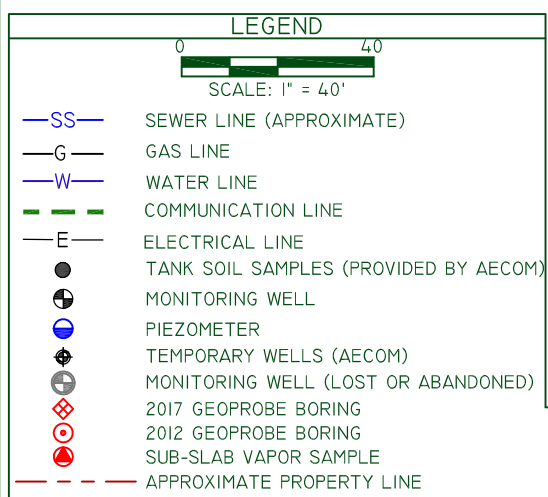 LEGEND
0 40
SCALE: 1" = 40'
SS SEWER LINE (APPROXIMATE)
G GAS LINE
W WATER LINE
COMMUNICATION LINE
E ELECTRICAL LINE
TANK SOIL SAMPLES (PROVIDED BY AECOM)
MONITORING WELL
PIEZOMETER
TEMPORARY WELLS (AECOM)
MONITORING WELL (LOST OR ABANDONED)
2017 GEOPROBE BORING
2012 GEOPROBE BORING
SUB-SLAB VAPOR SAMPLE
APPROXIMATE PROPERTY LINE